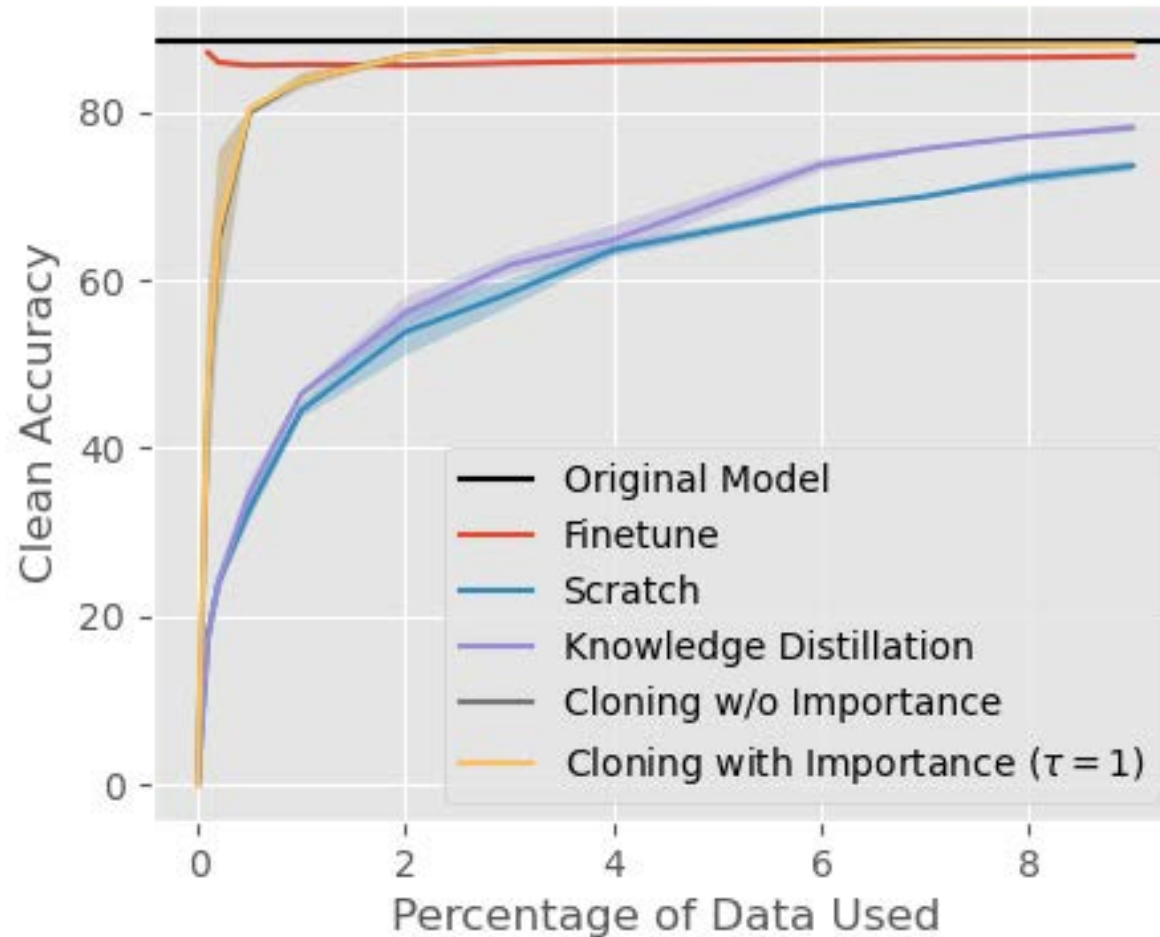 Clean Accuracy
80
60
40
20
0
Original Model
Finetune
Scratch
Knowledge Distillation
Cloning w/o Importance
Cloning with Importance (τ = 1)
0 2 4 6 8
Percentage of Data Used